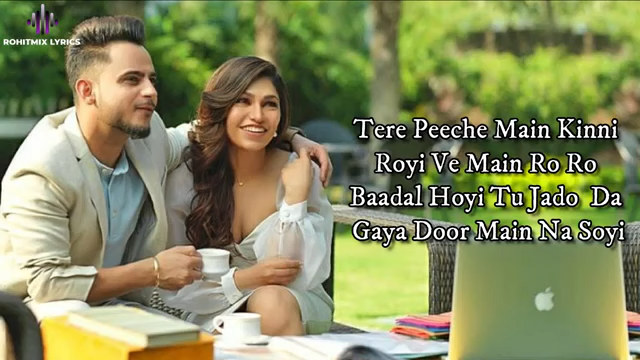 ROHITMIX LYRICS
Tere Peeche Main Kinni
Royi Ve Main Ro Ro
Baadal Hoyi Tu Jado Da
Gaya Door Main Na Soyi